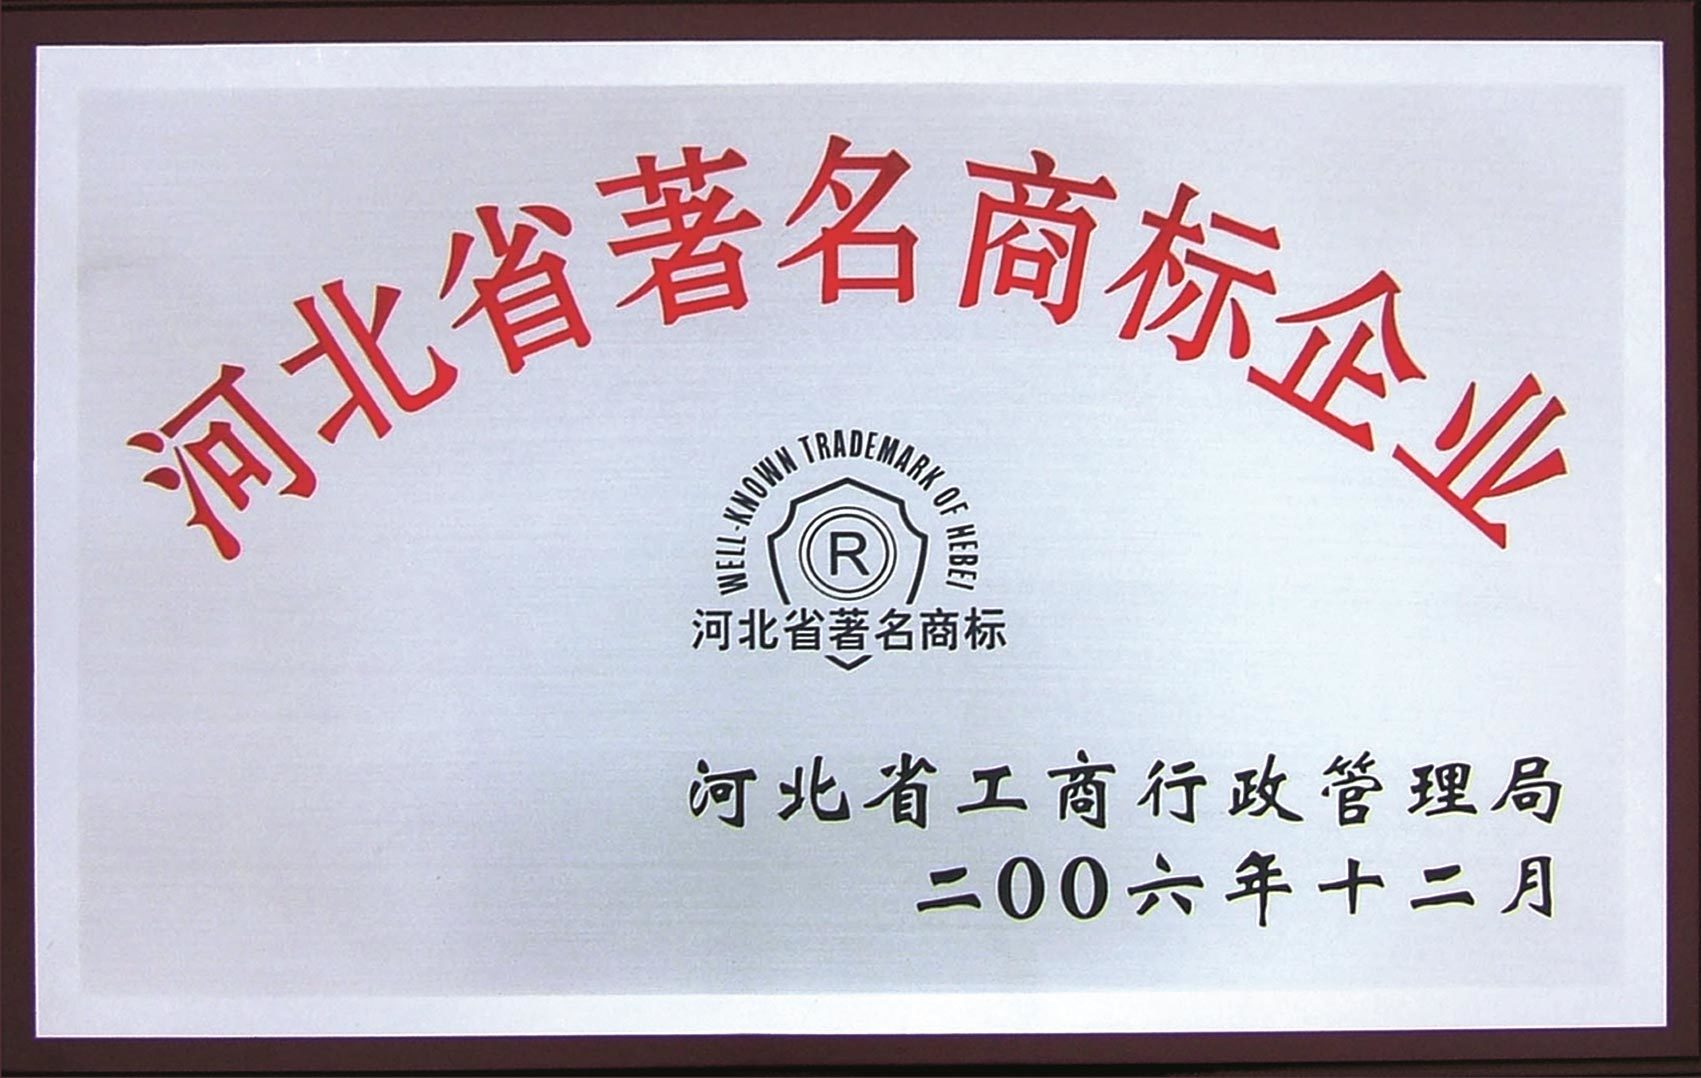 河北省著名商标企业
WELL-KNOWN TRADEMARK OF HEBEI
R
河北省著名商标
河北省工商行政管理局
二00六年十二月